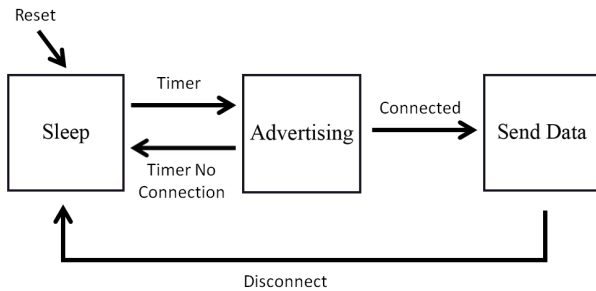 Reset
Timer
Connected
Sleep
Advertising
Send Data
Timer No
Connection
Disconnect